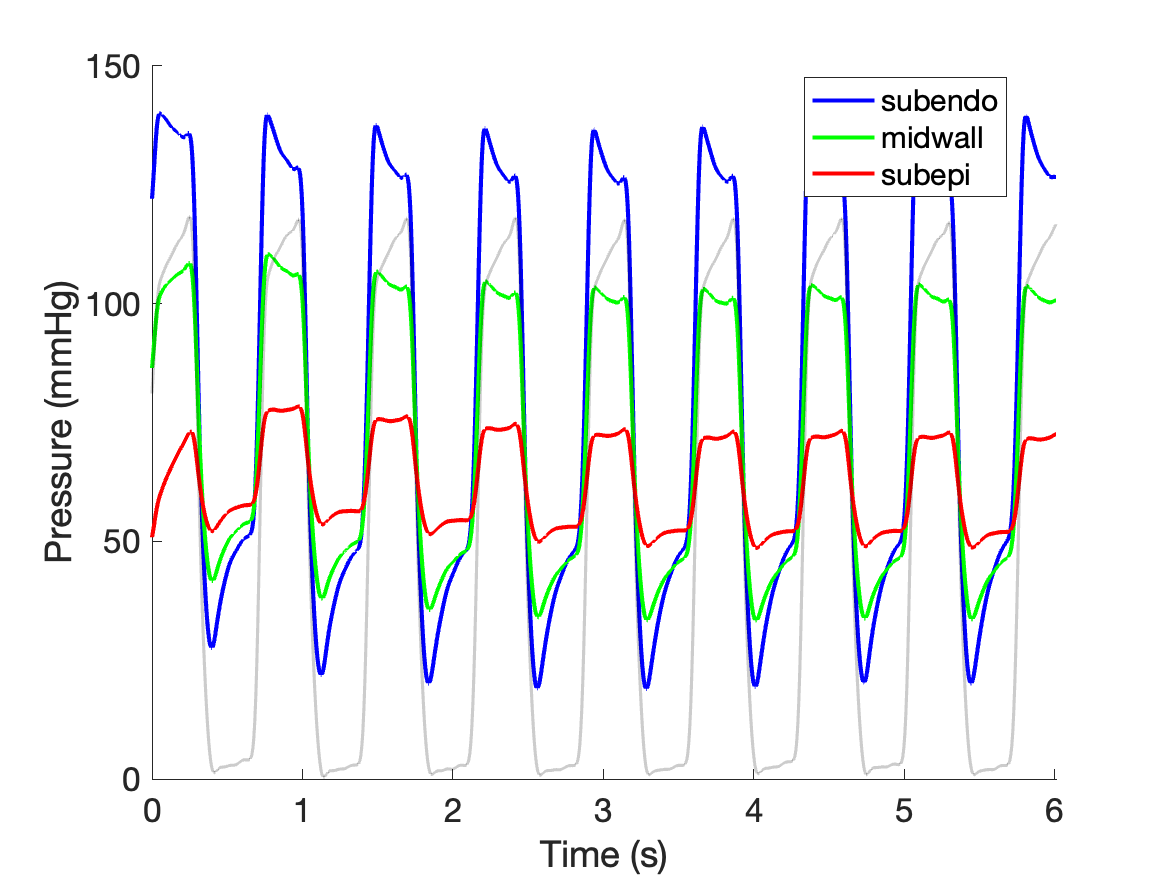 150
100
50
0
Pressure (mmHg)
subendo
midwall
subepi
0 1 2 3 4 5 6
Time (s)